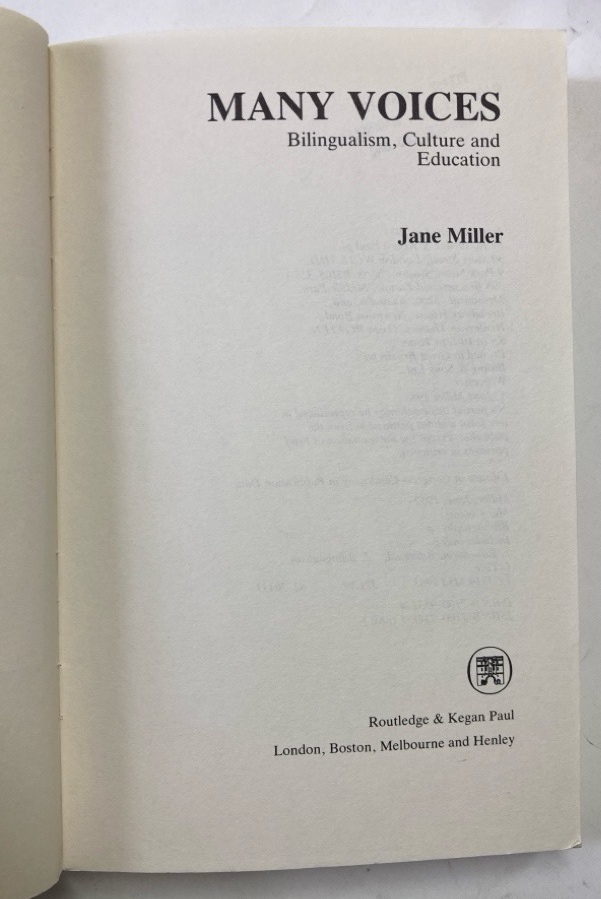 MANY VOICES
Bilingualism, Culture and
Education
Jane Miller
Routledge & Kegan Paul
London, Boston, Melbourne and Henley